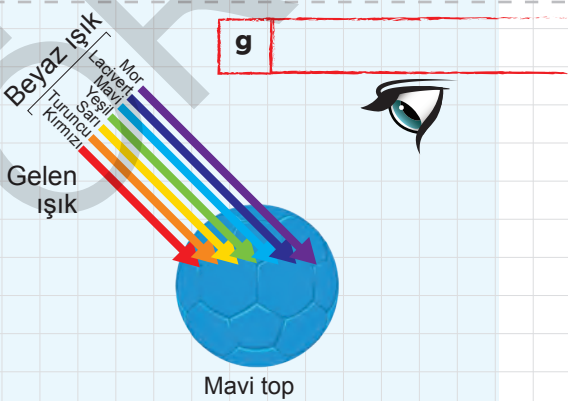 g
Beyaz ışık
Mor
Lacivert
Mavi
Yeşil
Sarı
Turuncu
Kırmızı
Gelen
ışık
Mavi top